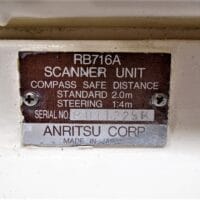 RB716A
SCANNER UNIT
COMPASS SAFE DISTANCE
STANDARD 2.0m
STEERING 1.4m
SERIAL NO.
ANRITSU CORP.
MADE IN JAPAN